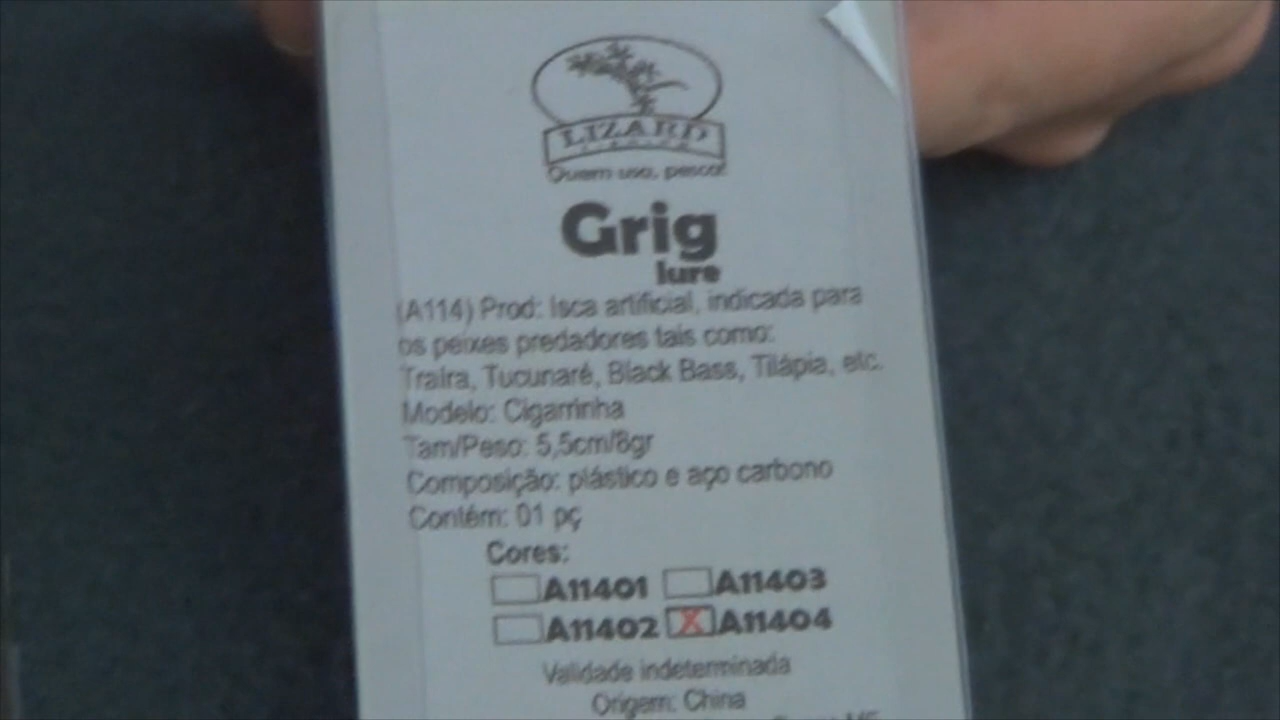 LIZARD
Quem usa, pesca!
Grig
lure
(A114) Prod: Isca artificial, indicada para
os peixes predadores tais como:
Traíra, Tucunaré, Black Bass, Tilápia, etc.
Modelo: Cigarrinha
Tam/Peso: 5,5cm/8gr
Composição: plástico e aço carbono
Contém: 01 pç
Cores:
A11401 A11403
A11402 X A11404
Validade indeterminada
Origem: China